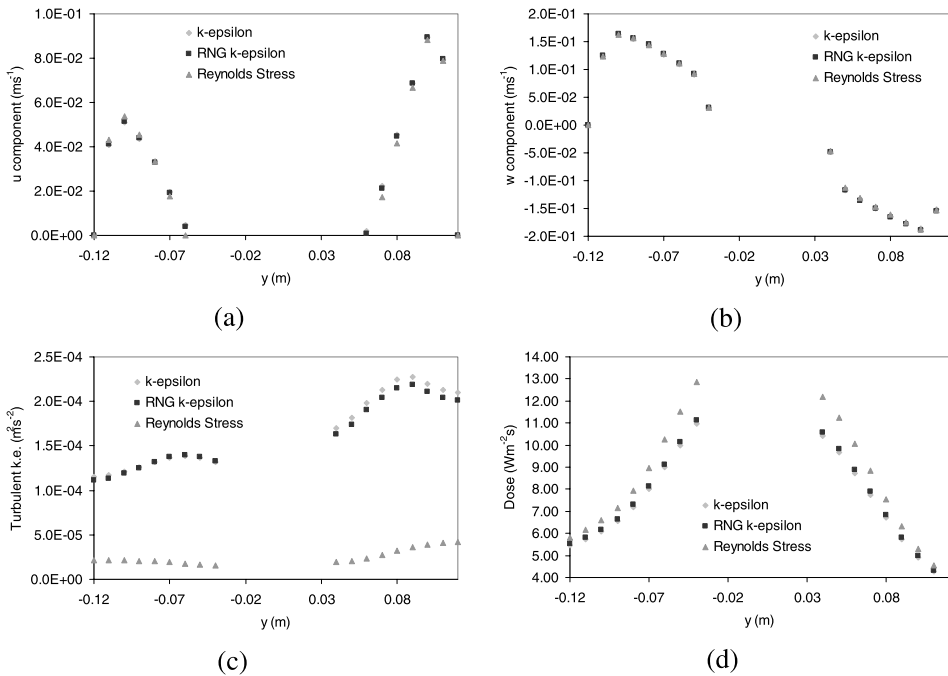 1.0E-01
8.0E-02
6.0E-02
4.0E-02
2.0E-02
0.0E+00
u component (ms-1)
k-epsilon
RNG k-epsilon
Reynolds Stress
-0.12 -0.07 -0.02 0.03 0.08
y (m)
(a)
2.0E-01
1.5E-01
1.0E-01
5.0E-02
0.0E+00
-5.0E-02
-1.0E-01
-1.5E-01
-2.0E-01
w component (ms-1)
k-epsilon
RNG k-epsilon
Reynolds Stress
-0.12 -0.07 -0.02 0.03 0.08
y (m)
(b)
2.5E-04
2.0E-04
1.5E-04
1.0E-04
5.0E-05
0.0E+00
Turbulent k.e. (m2s-2)
k-epsilon
RNG k-epsilon
Reynolds Stress
-0.12 -0.07 -0.02 0.03 0.08
y (m)
(c)
14.00
13.00
12.00
11.00
10.00
9.00
8.00
7.00
6.00
5.00
4.00
Dose (Wm-2s)
k-epsilon
RNG k-epsilon
Reynolds Stress
-0.12 -0.07 -0.02 0.03 0.08
y (m)
(d)